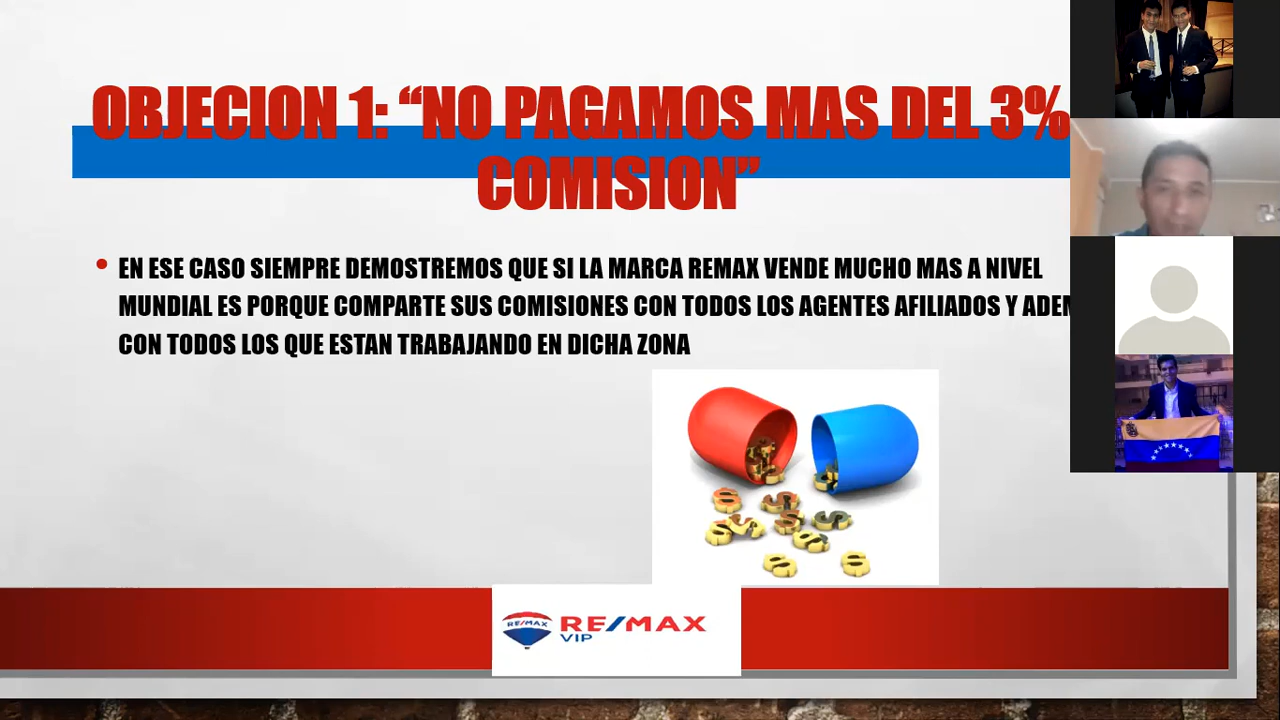 OBJECION 1: “NO PAGAMOS MAS DEL 3%
COMISION”
• EN ESE CASO SIEMPRE DEMOSTREMOS QUE SI LA MARCA REMAX VENDE MUCHO MAS A NIVEL
MUNDIAL ES PORQUE COMPARTE SUS COMISIONES CON TODOS LOS AGENTES AFILIADOS Y
CON TODOS LOS QUE ESTAN TRABAJANDO EN DICHA ZONA
RE/MAX RE/MAX
VIP